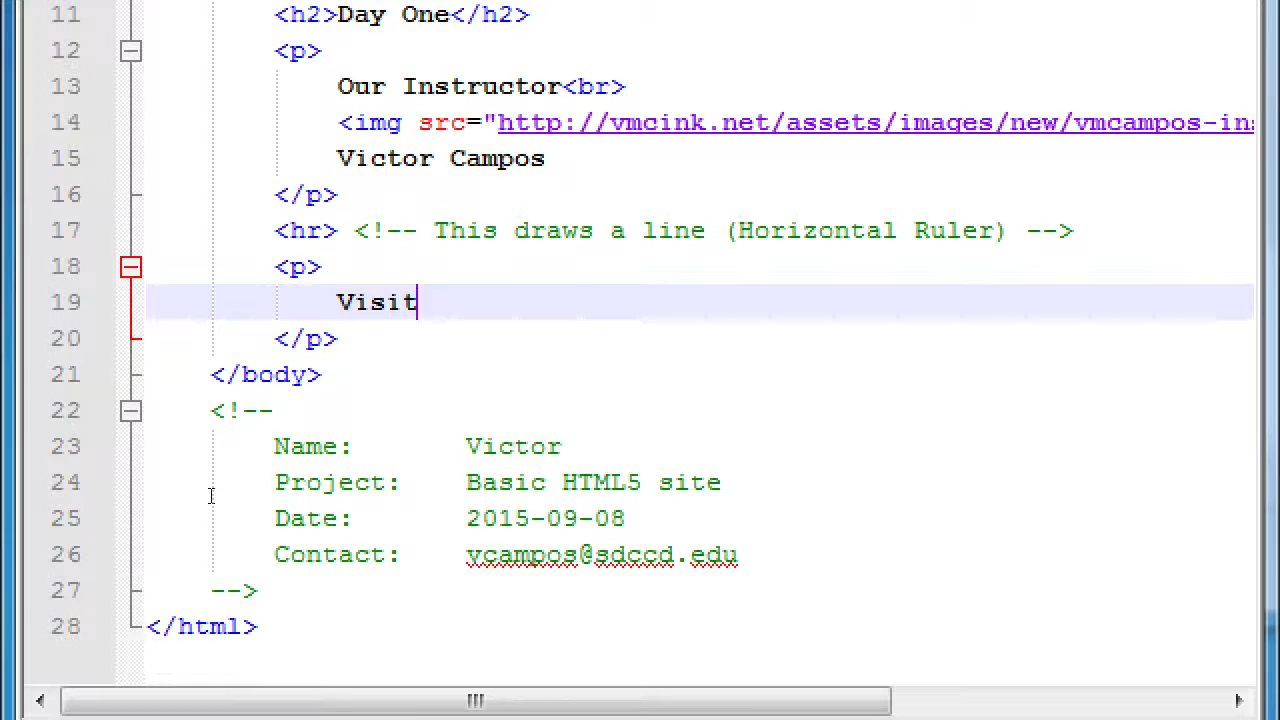 11 <h2>Day One</h2>
12 <p>
13 Our Instructor<br>
14 <img src="http://vmcink.net/assets/images/new/vmcampos-in
15 Victor Campos
16 </p>
17 <hr> <!-- This draws a line (Horizontal Ruler) -->
18 <p>
19 Visit
20 </p>
21 </body>
22 <!--
23 Name: Victor
24 Project: Basic HTML5 site
25 Date: 2015-09-08
26 Contact: vcampos@sdccd.edu
27 -->
28 </html>